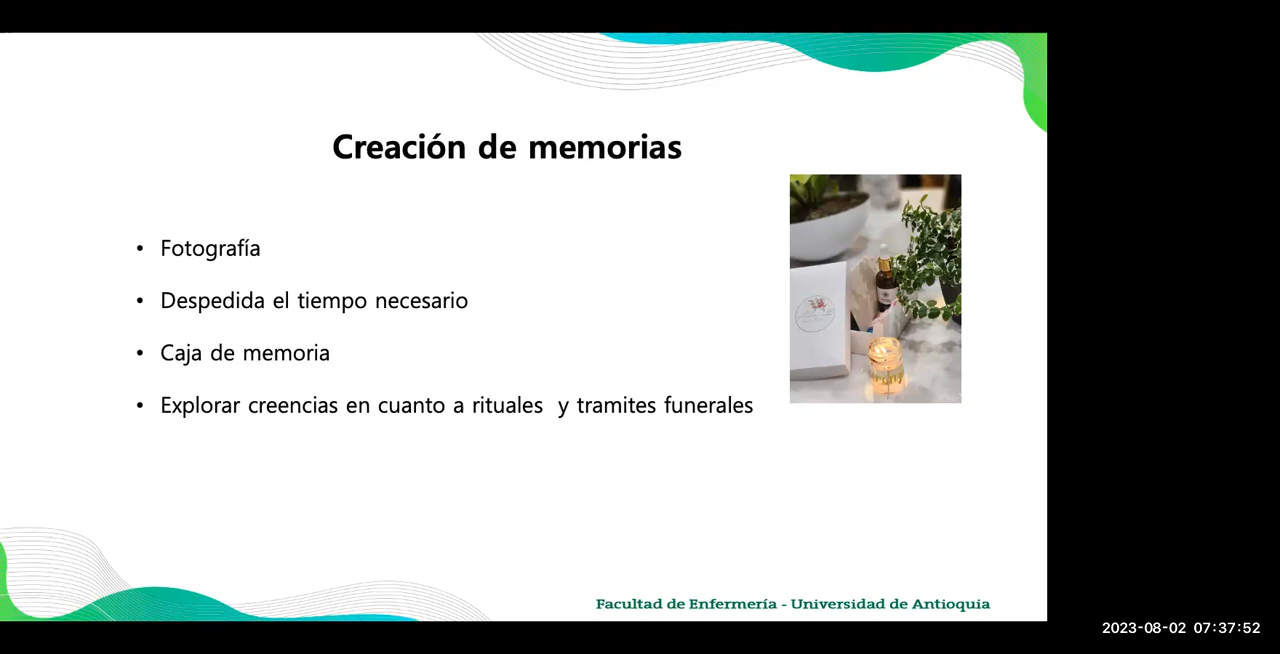 Creación de memorias
• Fotografía
• Despedida el tiempo necesario
• Caja de memoria
• Explorar creencias en cuanto a rituales  y tramites funerales
Facultad de Enfermería - Universidad de Antioquia
2023-08-02 07:37:52